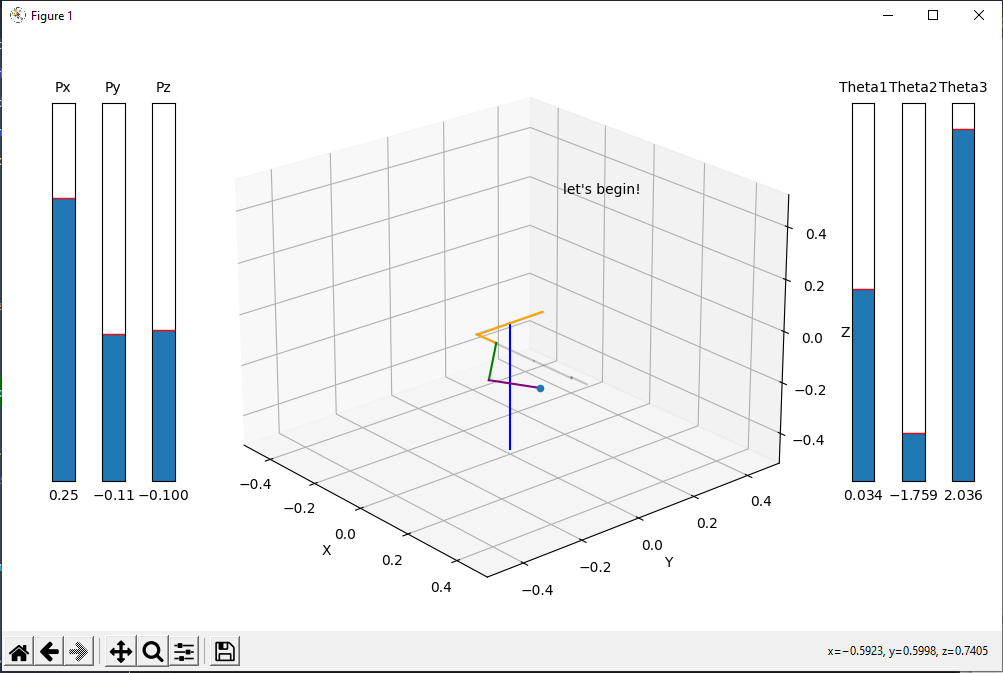 Figure 1
Px Py Pz
Theta1 Theta2 Theta3
let's begin!
0.4
0.2
0.0
−0.2
−0.4
Z
0.25 −0.11 −0.100
0.034 −1.759 2.036
−0.4
−0.2
0.0
0.2
0.4
X
−0.4
−0.2
0.0
0.2
0.4
Y
x=−0.5923, y=0.5998, z=0.7405